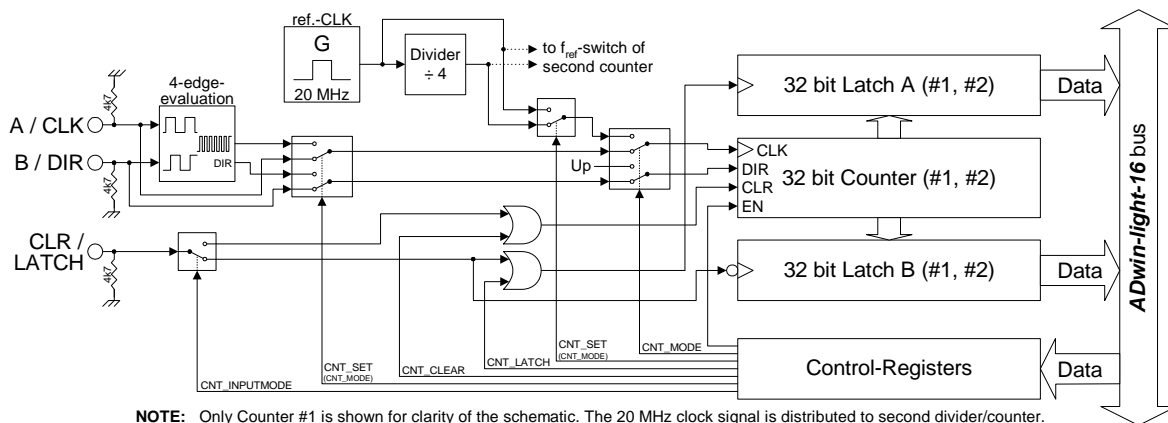 ref.-CLK
G
20 MHz
Divider
÷ 4
to fref-switch of
second counter
4-edge-
evaluation
DIR
4k7
A / CLK
B / DIR
4k7
Up
CLR /
LATCH
4k7
32 bit Latch A (#1, #2)
Data
CLK
DIR
32 bit Counter (#1, #2)
CLR
EN
32 bit Latch B (#1, #2)
Data
Control-Registers
Data
ADwin-light-16 bus
CNT_INPUTMODE
CNT_SET
(CNT_MODE)
CNT_CLEAR
CNT_LATCH
CNT_SET
(CNT_MODE)
CNT_MODE
NOTE: Only Counter #1 is shown for clarity of the schematic. The 20 MHz clock signal is distributed to second divider/counter.